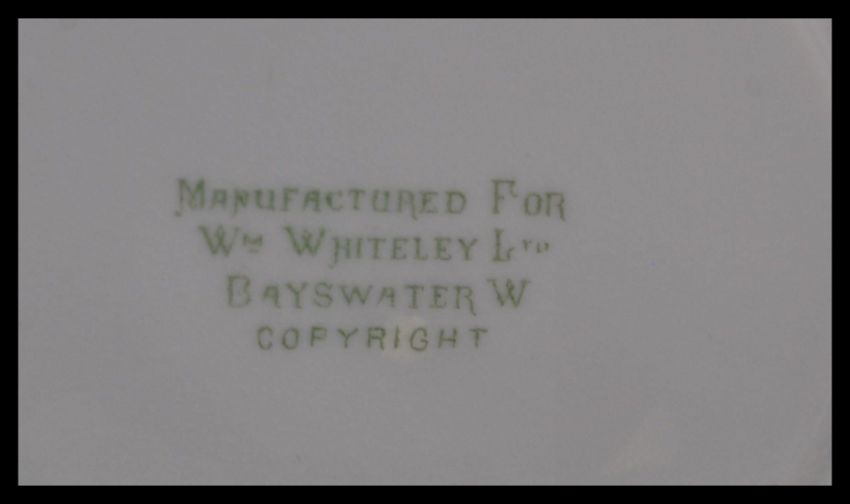 MANUFACTURED FOR
Wm WHITELEY LTD
BAYSWATER W
COPYRIGHT